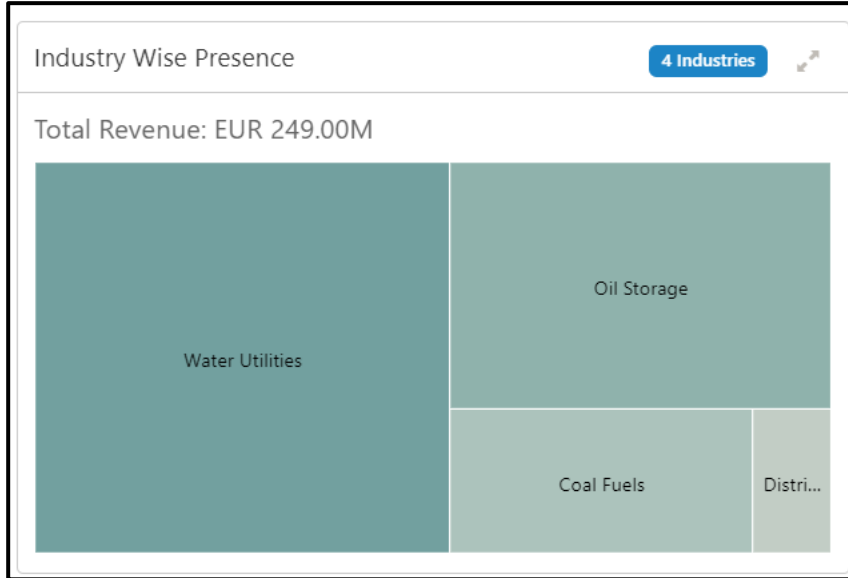 Industry Wise Presence
4 Industries
Total Revenue: EUR 249.00M
Water Utilities
Oil Storage
Coal Fuels
Distri...